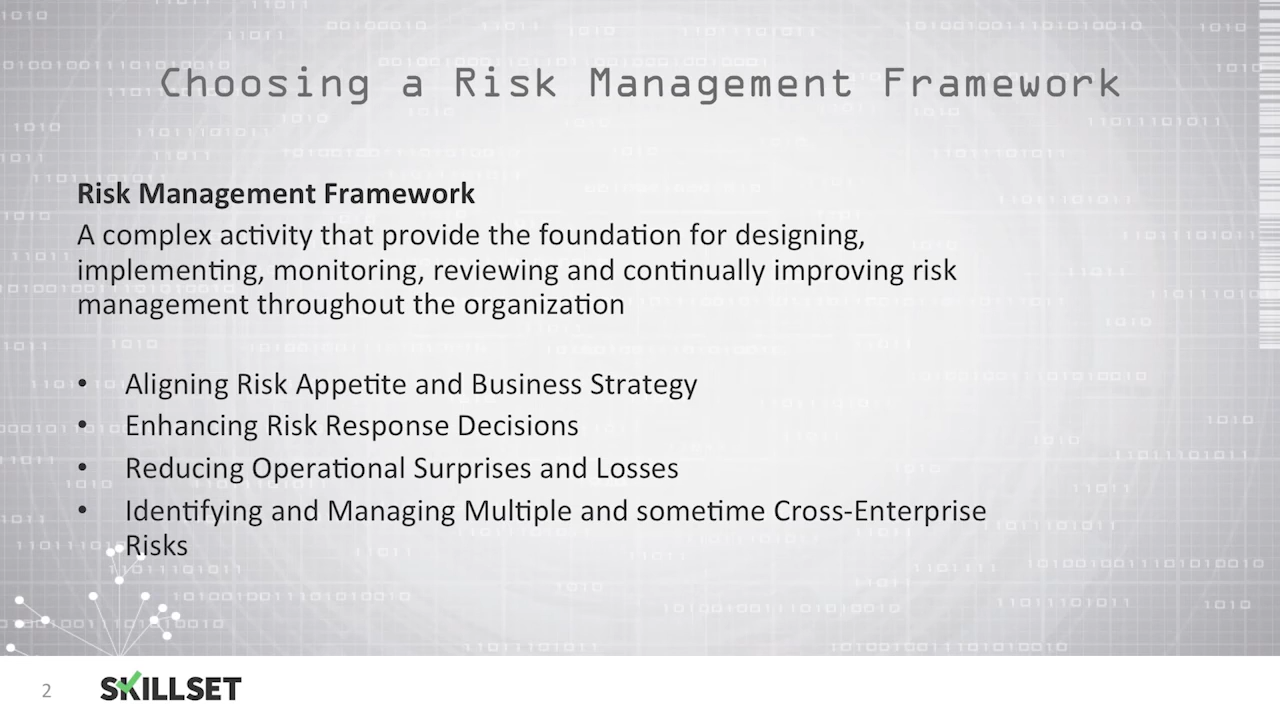 Choosing a Risk Management Framework
Risk Management Framework
A complex activity that provide the foundation for designing,
implementing, monitoring, reviewing and continually improving risk
management throughout the organization
• Aligning Risk Appetite and Business Strategy
• Enhancing Risk Response Decisions
• Reducing Operational Surprises and Losses
• Identifying and Managing Multiple and sometime Cross-Enterprise
Risks
2
SKILLSET